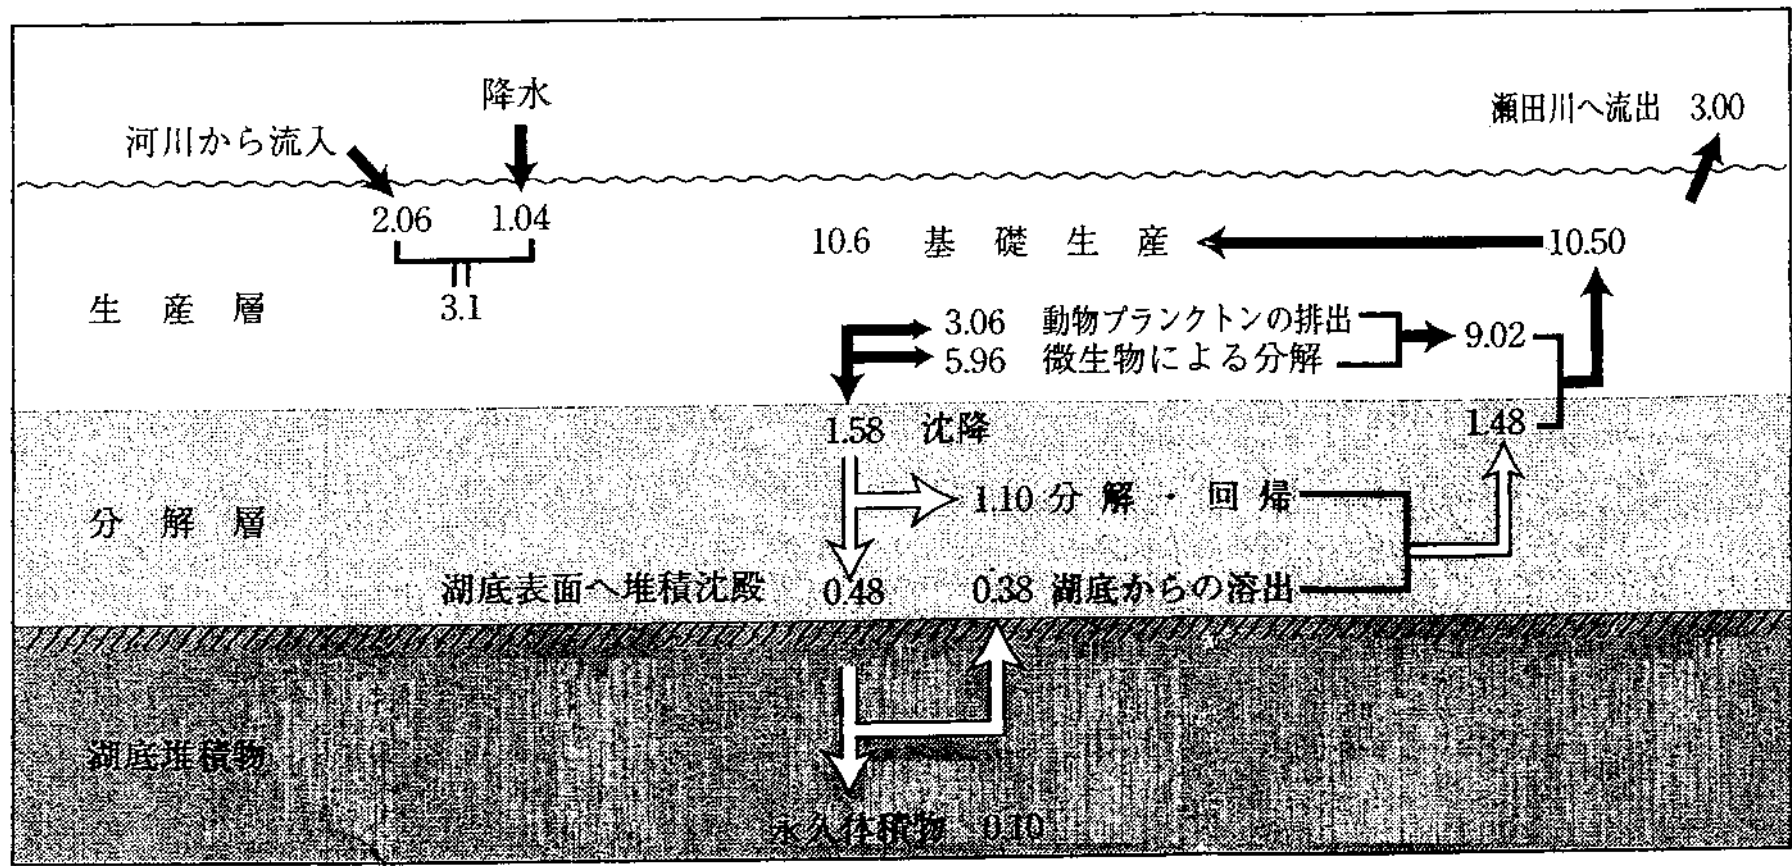 降水
瀬田川へ流出 3.00
河川から流入
2.06 1.04
10.6 基礎生産 10.50
生産層
3.1
3.06 動物プランクトンの排出
9.02
5.96 微生物による分解
1.58 沈降
1.48
1.10 分解・回帰
分解層
湖底表面へ堆積沈殿 0.48
0.38 湖底からの溶出
湖底堆積物
永久体積物 0.10